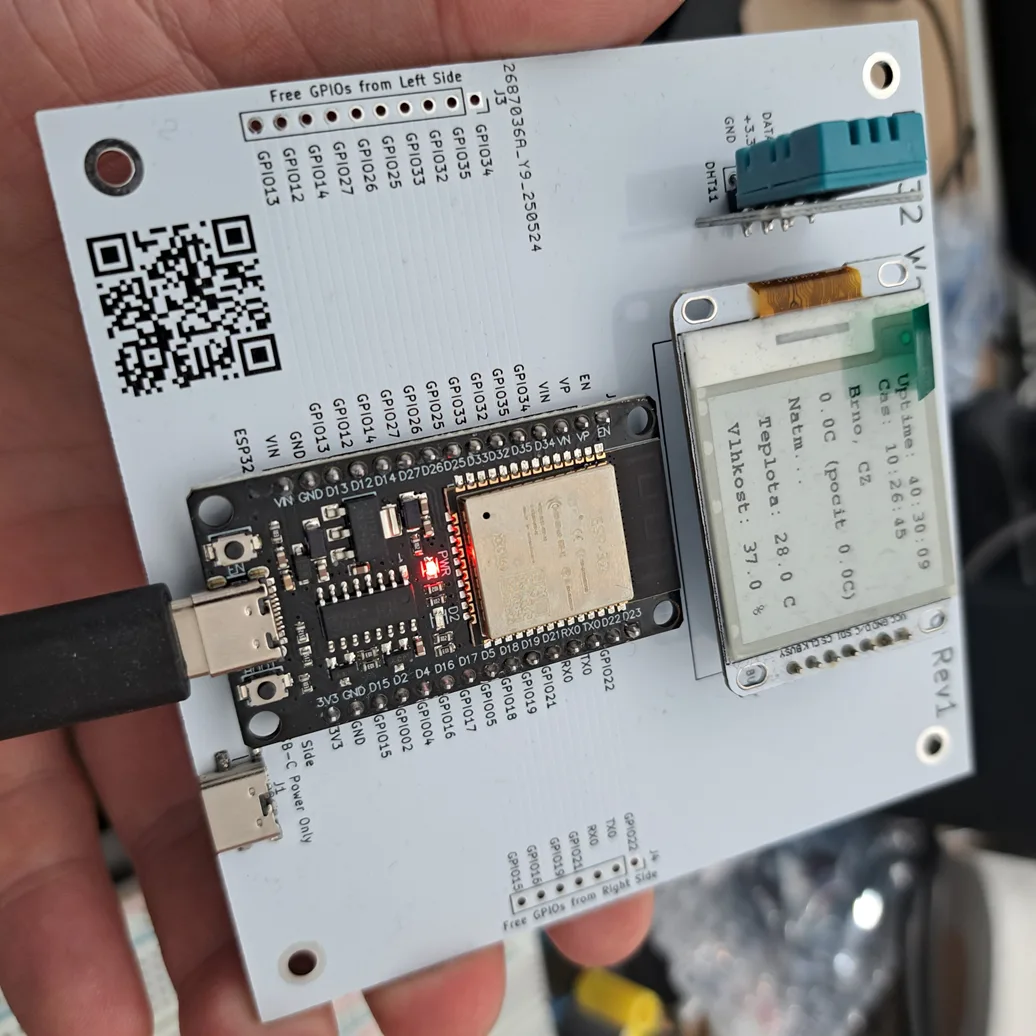 Free GPIOs from Left Side
J3
GPIO13
GPIO12
GPIO14
GPIO27
GPIO26
GPIO25
GPIO33
GPIO32
GPIO35
GPIO34
2687036A_Y9_250524
DATA
GND
DHT11
Uptime: 40:30:09
Cas: 10:26:45
Brno, CZ
0.0C (pocit 0.0C)
Natm...
Teplota: 28.0 C
Vlhkost: 37.0 %
BUSY
Rev1
ESP32
VIN
GND
GPIO13
GPIO12
GPIO14
GPIO27
GPIO26
GPIO25
GPIO33
GPIO32
GPIO35
GPIO34
VIN
VP
EN
VIN GND D13 D12 D14 D27 D26 D25 D33 D32 D35 D34 VN VP EN
EN
PWR
D2
3V3 GND D15 D2 D4 D16 D17 D5 D18 D19 D21 RX0 TX0 D22 D23
3V3
GND
GPIO15
GPIO02
GPIO04
GPIO16
GPIO17
GPIO05
GPIO18
GPIO19
GPIO21
RX0
TX0
GPIO22
Side
B-C Power Only
J1
GPIO15
GPIO16
GPIO19
GPIO21
RX0
TX0
GPIO22
J4
Free GPIOs from Right Side